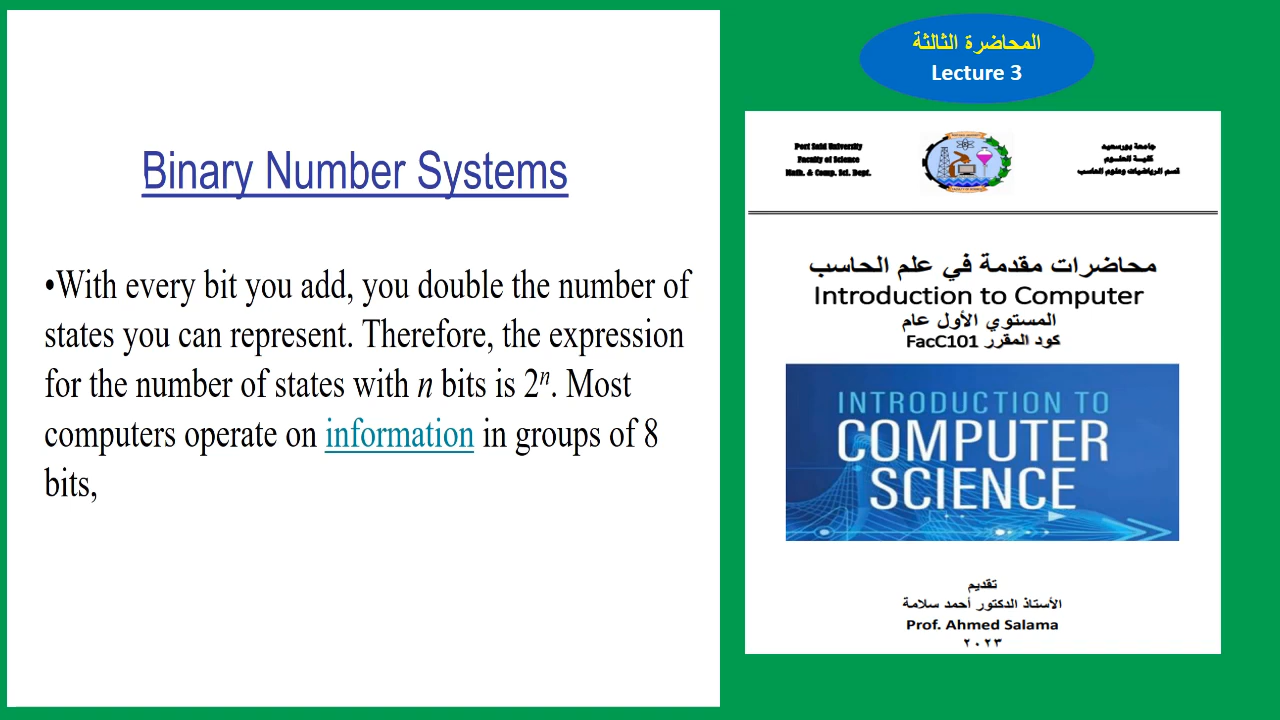 Binary Number Systems
•With every bit you add, you double the number of
states you can represent. Therefore, the expression
for the number of states with n bits is 2ⁿ. Most
computers operate on information in groups of 8
bits,
المحاضرة الثالثة
Lecture 3
Port Said University
Faculty of Science
Math. & Comp. Sci. Dept.
جامعة بورسعيد
كلية العلوم
قسم الرياضيات وعلوم الحاسب
محاضرات مقدمة في علم الحاسب
Introduction to Computer
المستوي الأول عام
كود المقرر FacC101
INTRODUCTION TO
COMPUTER
SCIENCE
تقديم
الأستاذ الدكتور أحمد سلامة
Prof. Ahmed Salama
٢٠٢٣